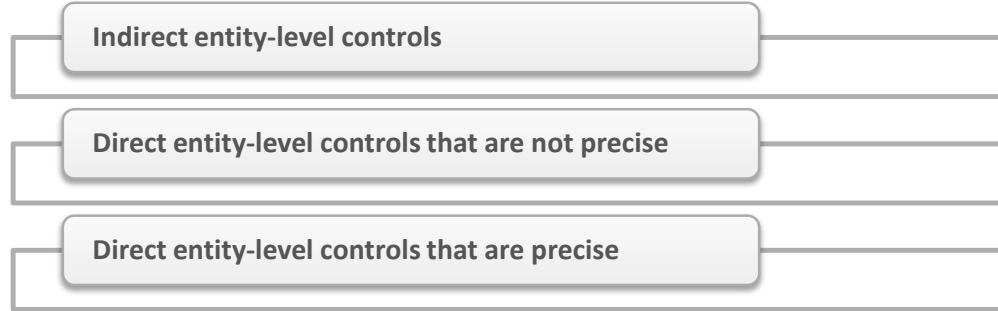 Indirect entity-level controls
Direct entity-level controls that are not precise
Direct entity-level controls that are precise